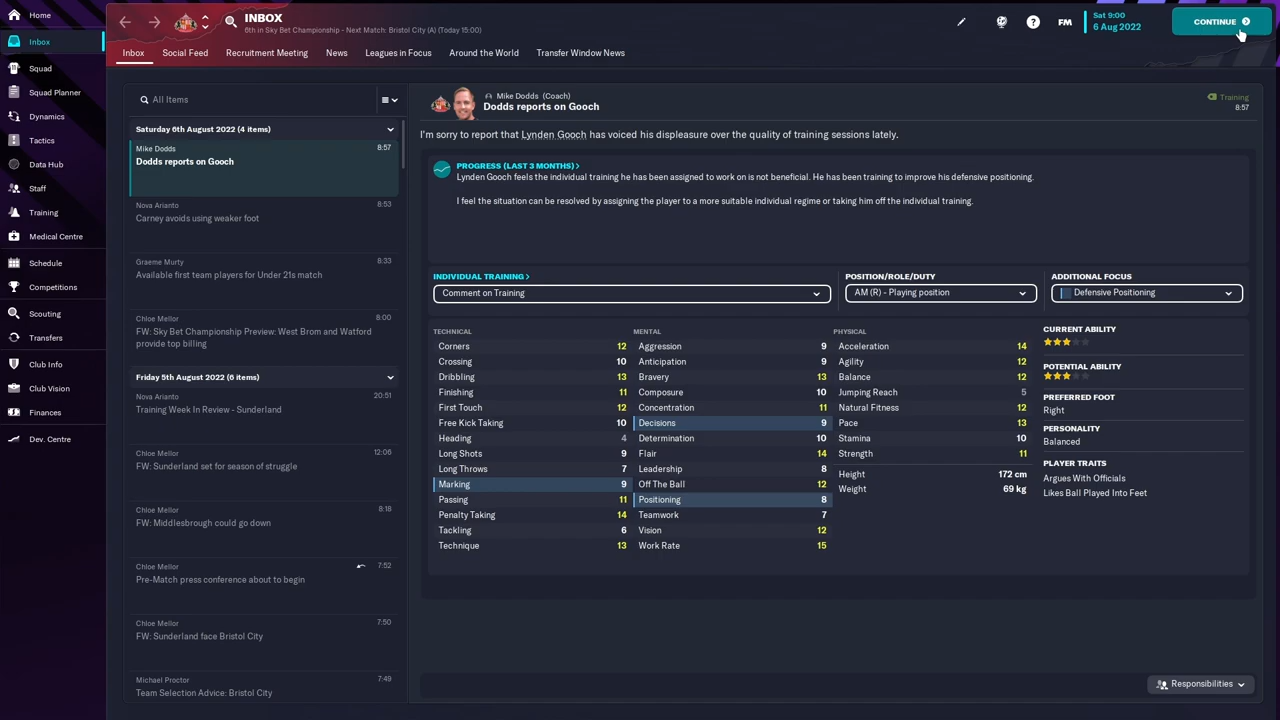 Home
Inbox
Squad
Squad Planner
Dynamics
Tactics
Data Hub
Staff
Training
Medical Centre
Schedule
Competitions
Scouting
Transfers
Club Info
Club Vision
Finances
Dev. Centre
INBOX
6th in Sky Bet Championship - Next Match: Bristol City (A) (Today 15:00)
FM
Sat 9:00
6 Aug 2022
CONTINUE
Inbox
Social Feed
Recruitment Meeting
News
Leagues in Focus
Around the World
Transfer Window News
All Items
Saturday 6th August 2022 (4 items)
Mike Dodds 8:57
Dodds reports on Gooch
Nova Arianto 8:53
Carney avoids using weaker foot
Graeme Murty 8:33
Available first team players for Under 21s match
Chloe Mellor 8:00
FW: Sky Bet Championship Preview: West Brom and Watford
provide top billing
Friday 5th August 2022 (6 items)
Nova Arianto 20:51
Training Week In Review - Sunderland
Chloe Mellor 12:06
FW: Sunderland set for season of struggle
Chloe Mellor 8:18
FW: Middlesbrough could go down
Chloe Mellor 7:52
Pre-Match press conference about to begin
Chloe Mellor 7:50
FW: Sunderland face Bristol City
Michael Proctor 7:49
Team Selection Advice: Bristol City
Mike Dodds (Coach)
Dodds reports on Gooch
Training
8:57
I'm sorry to report that Lynden Gooch has voiced his displeasure over the quality of training sessions lately.
PROGRESS (LAST 3 MONTHS) >
Lynden Gooch feels the individual training he has been assigned to work on is not beneficial. He has been training to improve his defensive positioning.
I feel the situation can be resolved by assigning the player to a more suitable individual regime or taking him off the individual training.
INDIVIDUAL TRAINING >
Comment on Training
POSITION/ROLE/DUTY
AM (R) - Playing position
ADDITIONAL FOCUS
Defensive Positioning
TECHNICAL
Corners 12
Crossing 10
Dribbling 13
Finishing 11
First Touch 12
Free Kick Taking 10
Heading 4
Long Shots 9
Long Throws 7
Marking 9
Passing 11
Penalty Taking 14
Tackling 6
Technique 13
MENTAL
Aggression 9
Anticipation 9
Bravery 13
Composure 10
Concentration 11
Decisions 9
Determination 10
Flair 14
Leadership 8
Off The Ball 12
Positioning 8
Teamwork 7
Vision 12
Work Rate 15
PHYSICAL
Acceleration 14
Agility 12
Balance 12
Jumping Reach 5
Natural Fitness 12
Pace 13
Stamina 10
Strength 11
Height 172 cm
Weight 69 kg
CURRENT ABILITY
POTENTIAL ABILITY
PREFERRED FOOT
Right
PERSONALITY
Balanced
PLAYER TRAITS
Argues With Officials
Likes Ball Played Into Feet
Responsibilities